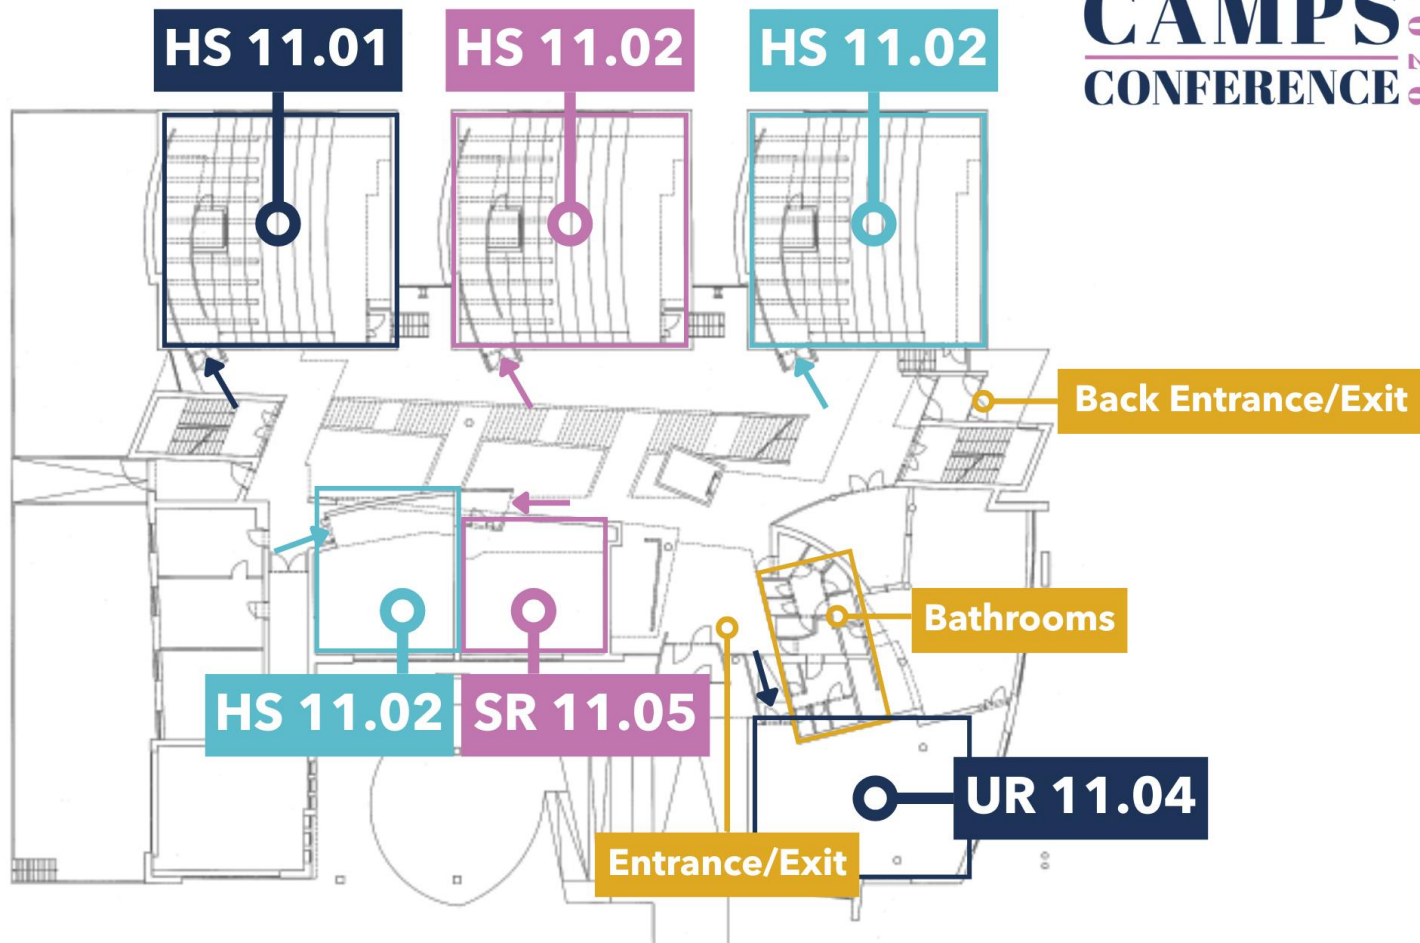 CAMPS
CONFERENCE
HS 11.01
HS 11.02
HS 11.02
Back Entrance/Exit
Bathrooms
HS 11.02
SR 11.05
UR 11.04
Entrance/Exit